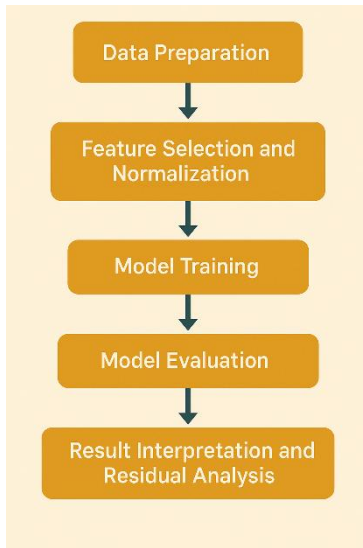 Data Preparation
Feature Selection and
Normalization
Model Training
Model Evaluation
Result Interpretation and
Residual Analysis